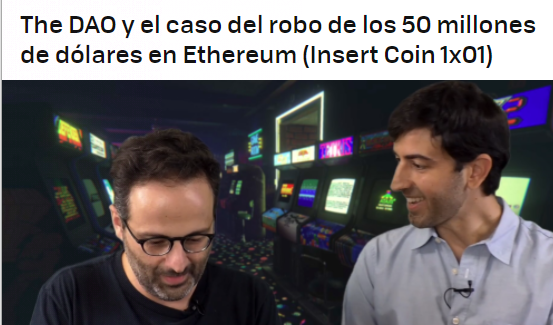 The DAO y el caso del robo de los 50 millones
de dólares en Ethereum (Insert Coin 1x01)